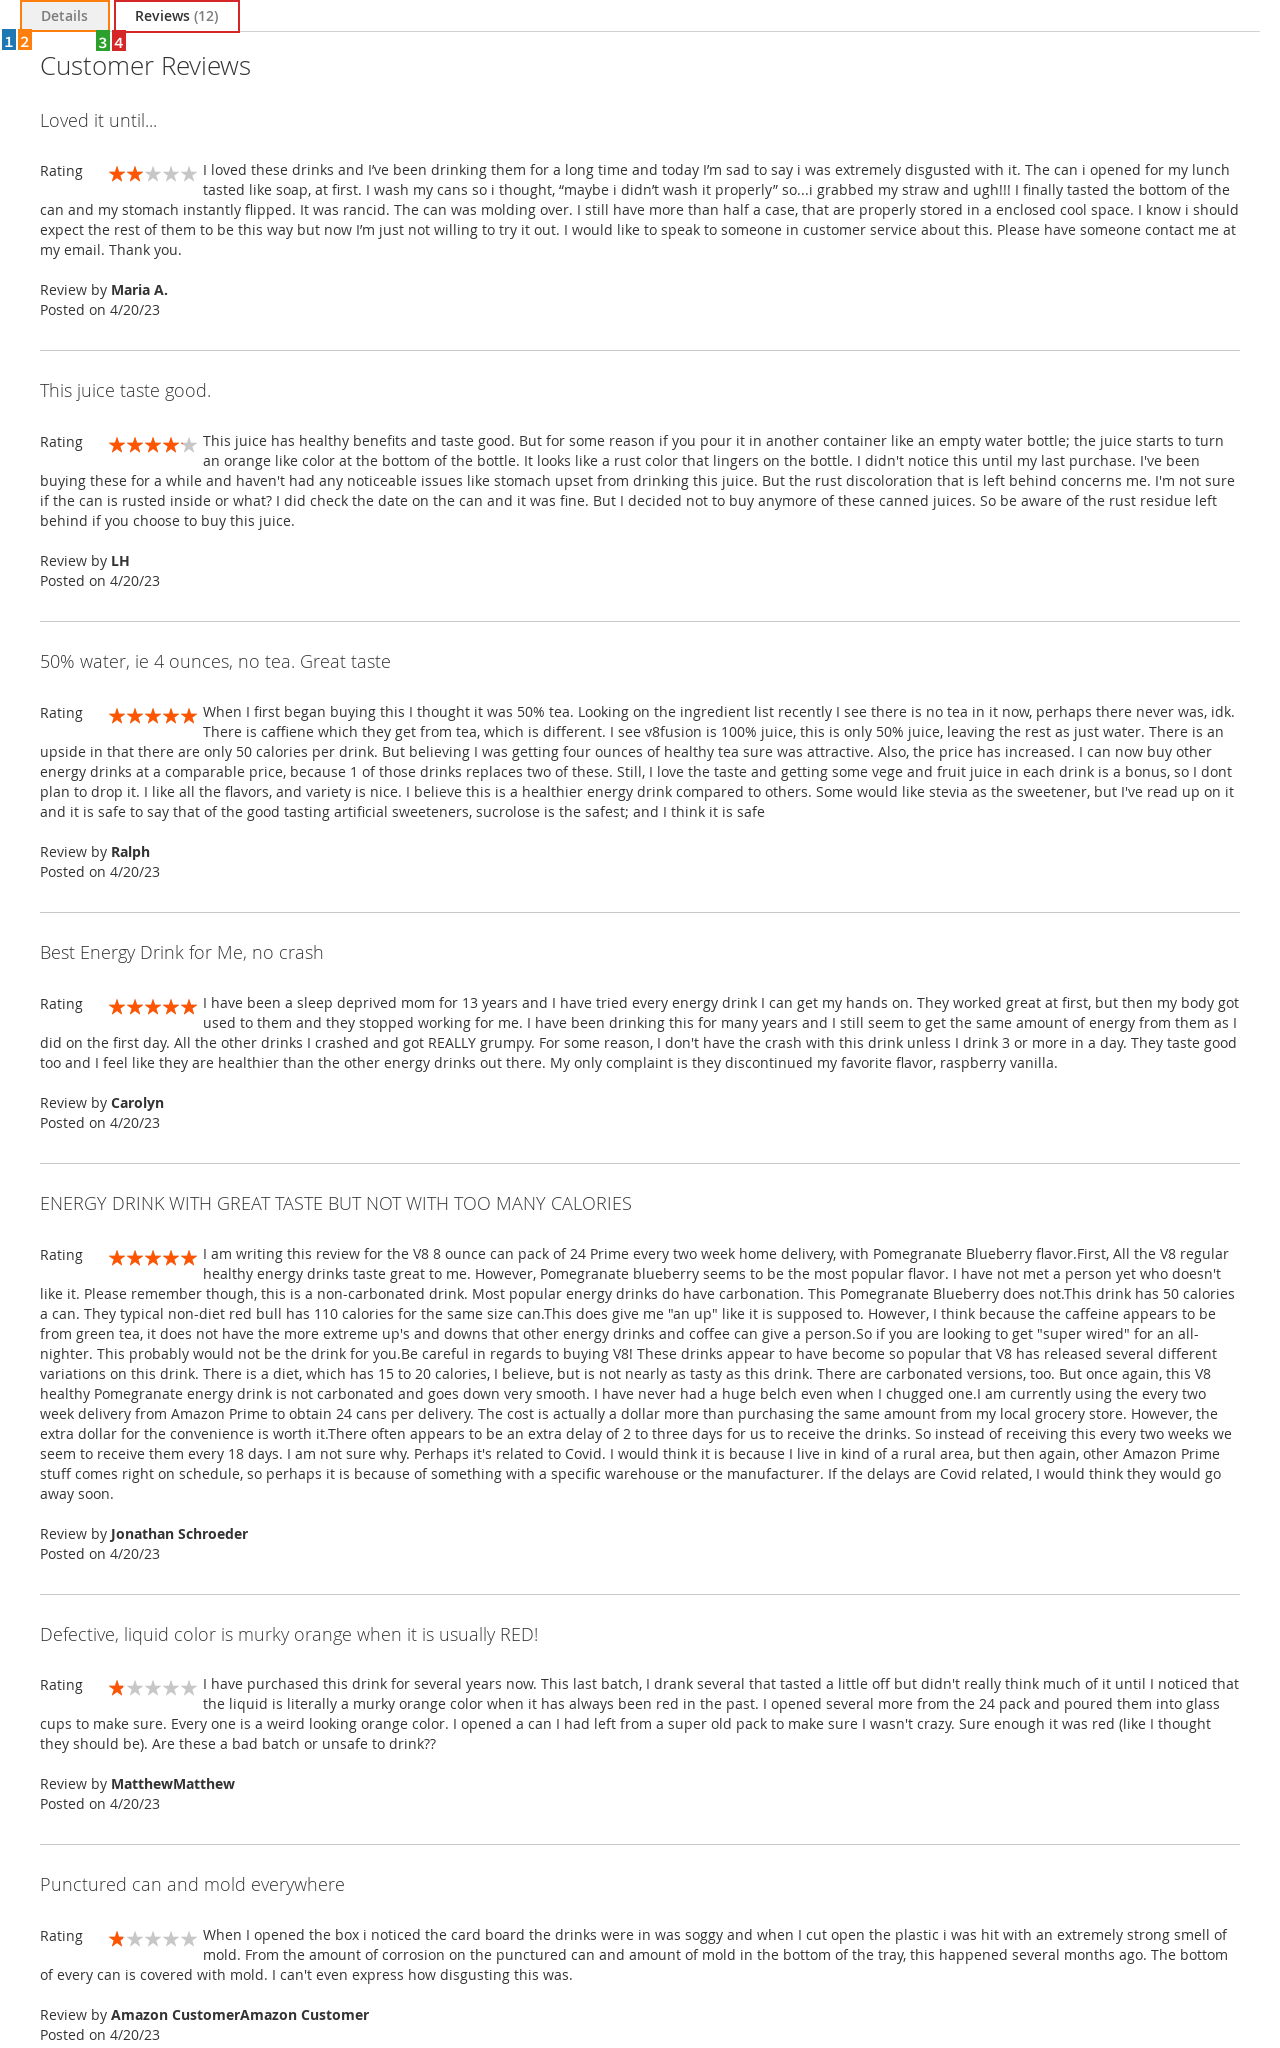 Details
Reviews (12)
1 2 3 4
Customer Reviews
Loved it until...
Rating
I loved these drinks and I’ve been drinking them for a long time and today I’m sad to say i was extremely disgusted with it. The can i opened for my lunch
tasted like soap, at first. I wash my cans so i thought, “maybe i didn’t wash it properly” so...i grabbed my straw and ugh!!! I finally tasted the bottom of the
can and my stomach instantly flipped. It was rancid. The can was molding over. I still have more than half a case, that are properly stored in a enclosed cool space. I know i should
expect the rest of them to be this way but now I’m just not willing to try it out. I would like to speak to someone in customer service about this. Please have someone contact me at
my email. Thank you.
Review by Maria A.
Posted on 4/20/23
This juice taste good.
Rating
This juice has healthy benefits and taste good. But for some reason if you pour it in another container like an empty water bottle; the juice starts to turn
an orange like color at the bottom of the bottle. It looks like a rust color that lingers on the bottle. I didn't notice this until my last purchase. I've been
buying these for a while and haven't had any noticeable issues like stomach upset from drinking this juice. But the rust discoloration that is left behind concerns me. I'm not sure
if the can is rusted inside or what? I did check the date on the can and it was fine. But I decided not to buy anymore of these canned juices. So be aware of the rust residue left
behind if you choose to buy this juice.
Review by LH
Posted on 4/20/23
50% water, ie 4 ounces, no tea. Great taste
Rating
When I first began buying this I thought it was 50% tea. Looking on the ingredient list recently I see there is no tea in it now, perhaps there never was, idk.
There is caffiene which they get from tea, which is different. I see v8fusion is 100% juice, this is only 50% juice, leaving the rest as just water. There is an
upside in that there are only 50 calories per drink. But believing I was getting four ounces of healthy tea sure was attractive. Also, the price has increased. I can now buy other
energy drinks at a comparable price, because 1 of those drinks replaces two of these. Still, I love the taste and getting some vege and fruit juice in each drink is a bonus, so I dont
plan to drop it. I like all the flavors, and variety is nice. I believe this is a healthier energy drink compared to others. Some would like stevia as the sweetener, but I've read up on it
and it is safe to say that of the good tasting artificial sweeteners, sucrolose is the safest; and I think it is safe
Review by Ralph
Posted on 4/20/23
Best Energy Drink for Me, no crash
Rating
I have been a sleep deprived mom for 13 years and I have tried every energy drink I can get my hands on. They worked great at first, but then my body got
used to them and they stopped working for me. I have been drinking this for many years and I still seem to get the same amount of energy from them as I
did on the first day. All the other drinks I crashed and got REALLY grumpy. For some reason, I don't have the crash with this drink unless I drink 3 or more in a day. They taste good
too and I feel like they are healthier than the other energy drinks out there. My only complaint is they discontinued my favorite flavor, raspberry vanilla.
Review by Carolyn
Posted on 4/20/23
ENERGY DRINK WITH GREAT TASTE BUT NOT WITH TOO MANY CALORIES
Rating
I am writing this review for the V8 8 ounce can pack of 24 Prime every two week home delivery, with Pomegranate Blueberry flavor.First, All the V8 regular
healthy energy drinks taste great to me. However, Pomegranate blueberry seems to be the most popular flavor. I have not met a person yet who doesn't
like it. Please remember though, this is a non-carbonated drink. Most popular energy drinks do have carbonation. This Pomegranate Blueberry does not.This drink has 50 calories
a can. They typical non-diet red bull has 110 calories for the same size can.This does give me "an up" like it is supposed to. However, I think because the caffeine appears to be
from green tea, it does not have the more extreme up's and downs that other energy drinks and coffee can give a person.So if you are looking to get "super wired" for an all-
nighter. This probably would not be the drink for you.Be careful in regards to buying V8! These drinks appear to have become so popular that V8 has released several different
variations on this drink. There is a diet, which has 15 to 20 calories, I believe, but is not nearly as tasty as this drink. There are carbonated versions, too. But once again, this V8
healthy Pomegranate energy drink is not carbonated and goes down very smooth. I have never had a huge belch even when I chugged one.I am currently using the every two
week delivery from Amazon Prime to obtain 24 cans per delivery. The cost is actually a dollar more than purchasing the same amount from my local grocery store. However, the
extra dollar for the convenience is worth it.There often appears to be an extra delay of 2 to three days for us to receive the drinks. So instead of receiving this every two weeks we
seem to receive them every 18 days. I am not sure why. Perhaps it's related to Covid. I would think it is because I live in kind of a rural area, but then again, other Amazon Prime
stuff comes right on schedule, so perhaps it is because of something with a specific warehouse or the manufacturer. If the delays are Covid related, I would think they would go
away soon.
Review by Jonathan Schroeder
Posted on 4/20/23
Defective, liquid color is murky orange when it is usually RED!
Rating
I have purchased this drink for several years now. This last batch, I drank several that tasted a little off but didn't really think much of it until I noticed that
the liquid is literally a murky orange color when it has always been red in the past. I opened several more from the 24 pack and poured them into glass
cups to make sure. Every one is a weird looking orange color. I opened a can I had left from a super old pack to make sure I wasn't crazy. Sure enough it was red (like I thought
they should be). Are these a bad batch or unsafe to drink??
Review by MatthewMatthew
Posted on 4/20/23
Punctured can and mold everywhere
Rating
When I opened the box i noticed the card board the drinks were in was soggy and when I cut open the plastic i was hit with an extremely strong smell of
mold. From the amount of corrosion on the punctured can and amount of mold in the bottom of the tray, this happened several months ago. The bottom
of every can is covered with mold. I can't even express how disgusting this was.
Review by Amazon CustomerAmazon Customer
Posted on 4/20/23